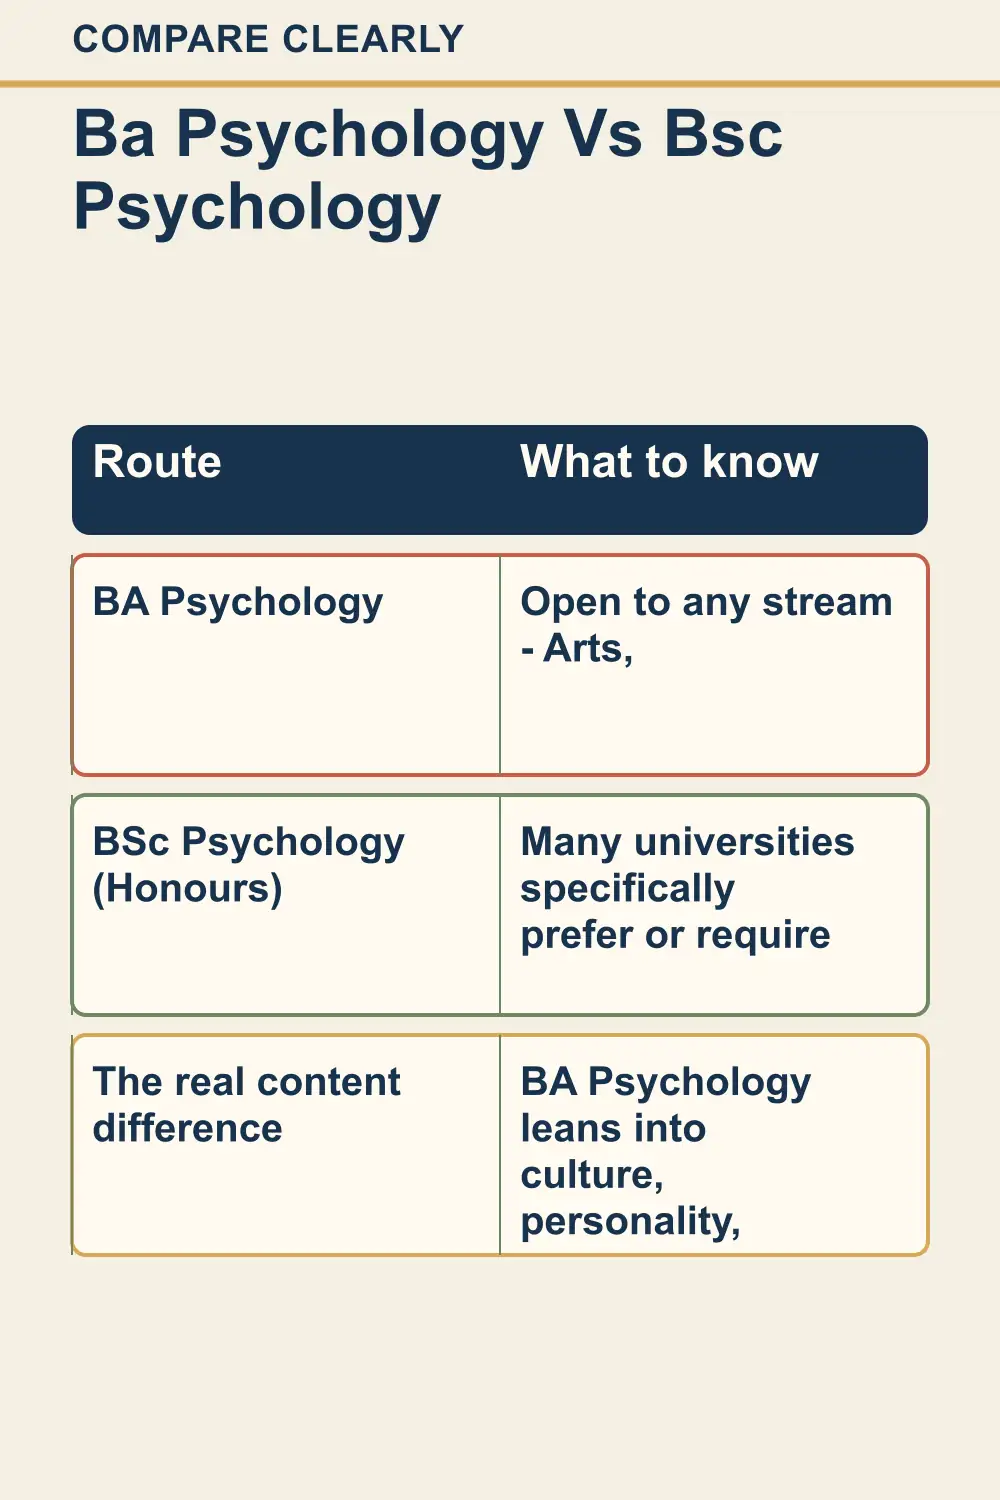 COMPARE CLEARLY
Ba Psychology Vs Bsc
Psychology
Route
What to know
BA Psychology
Open to any stream
- Arts,
BSc Psychology
(Honours)
Many universities
specifically
prefer or require
The real content
difference
BA Psychology
leans into
culture,
personality,